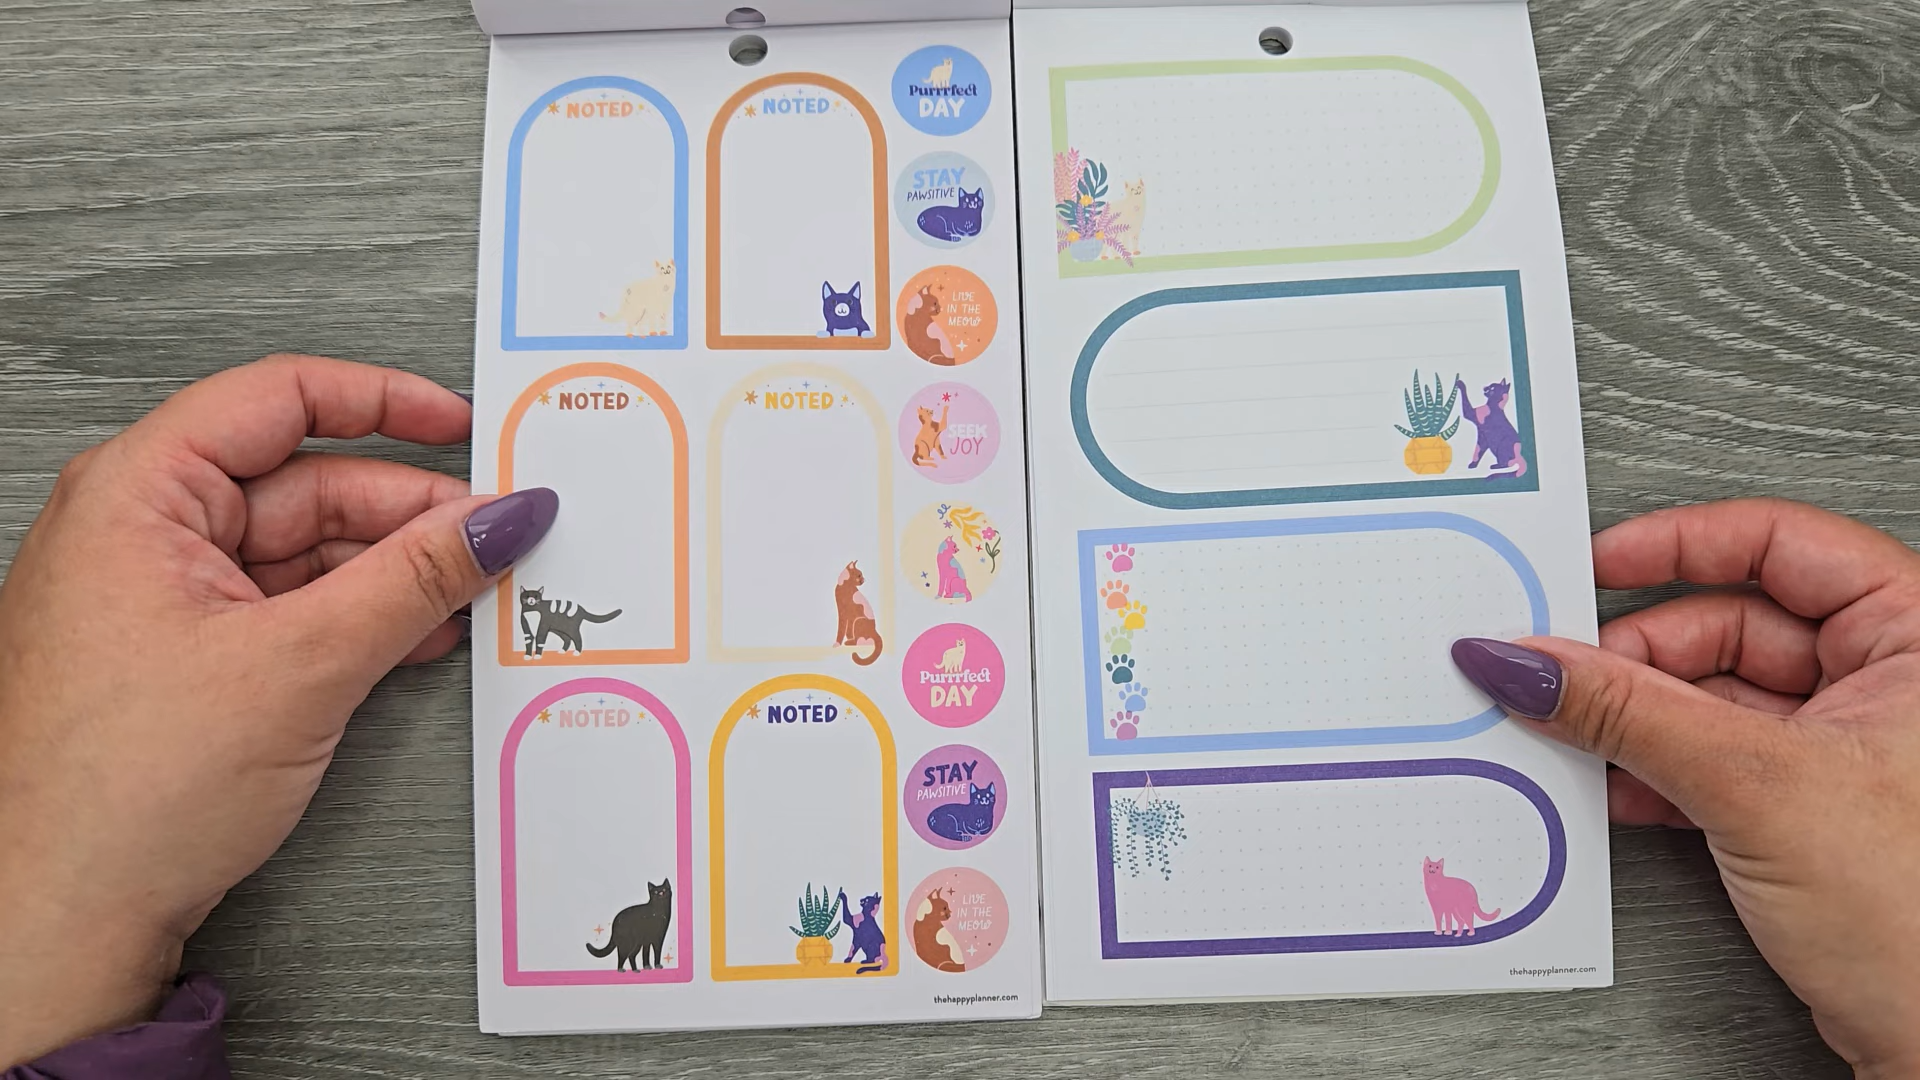 NOTED
NOTED
NOTED
NOTED
NOTED
NOTED
Purrrfect
DAY
STAY
PAWSITIVE
LIVE
IN THE
MEOW
SEEK
JOY
Purrrfect
DAY
STAY
PAWSITIVE
LIVE
IN THE
MEOW
thehappyplanner.com
thehappyplanner.com